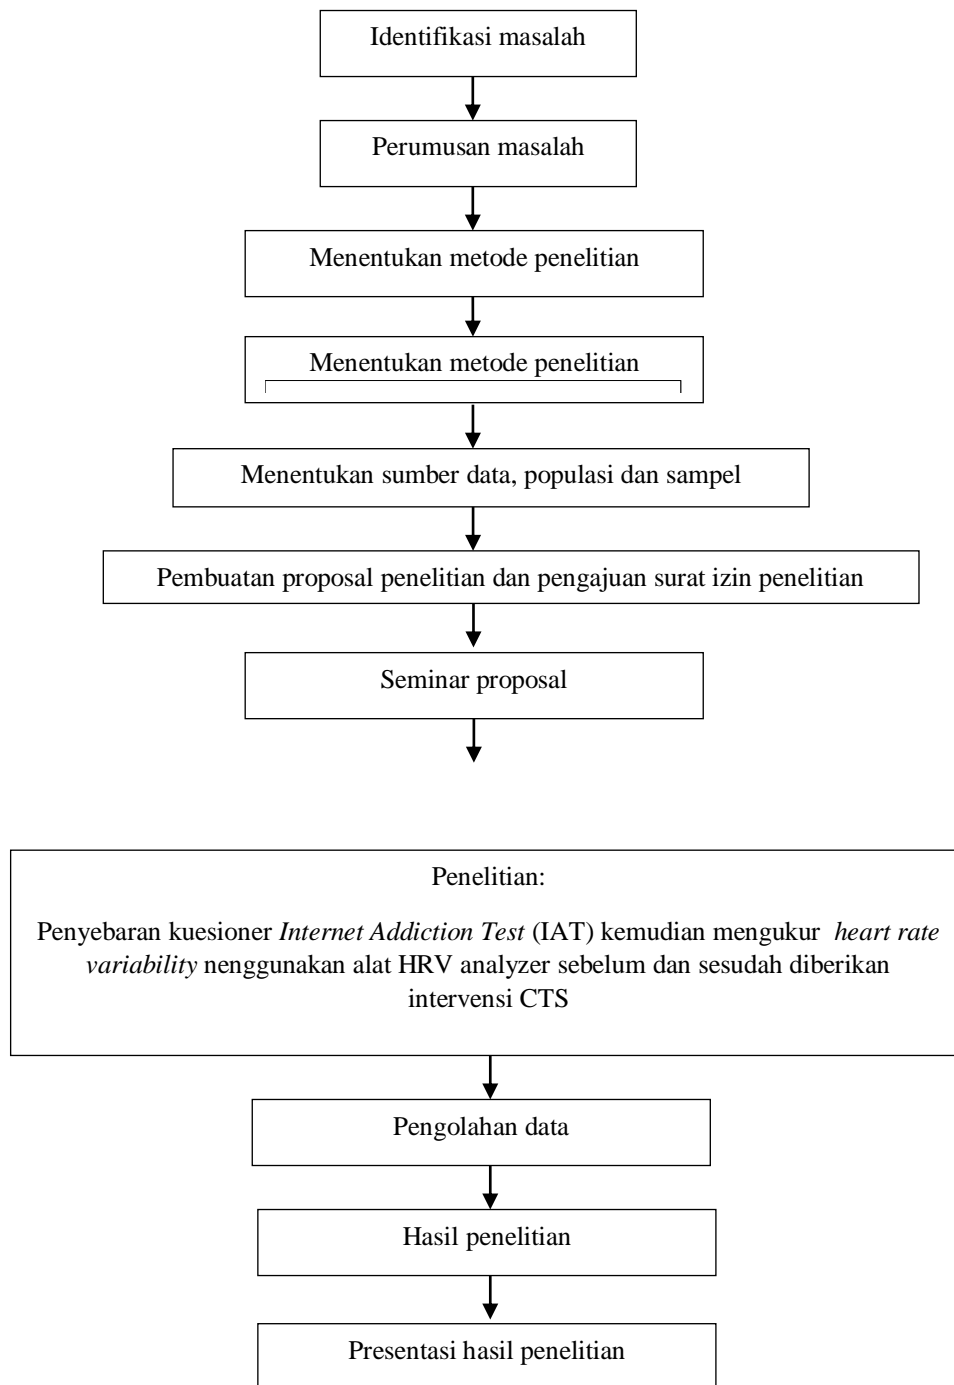 Identifikasi masalah
Perumusan masalah
Menentukan metode penelitian
Menentukan metode penelitian
Menentukan sumber data, populasi dan sampel
Pembuatan proposal penelitian dan pengajuan surat izin penelitian
Seminar proposal
Penelitian:
Penyebaran kuesioner Internet Addiction Test (IAT) kemudian mengukur heart rate
variability nenggunakan alat HRV analyzer sebelum dan sesudah diberikan
intervensi CTS
Pengolahan data
Hasil penelitian
Presentasi hasil penelitian